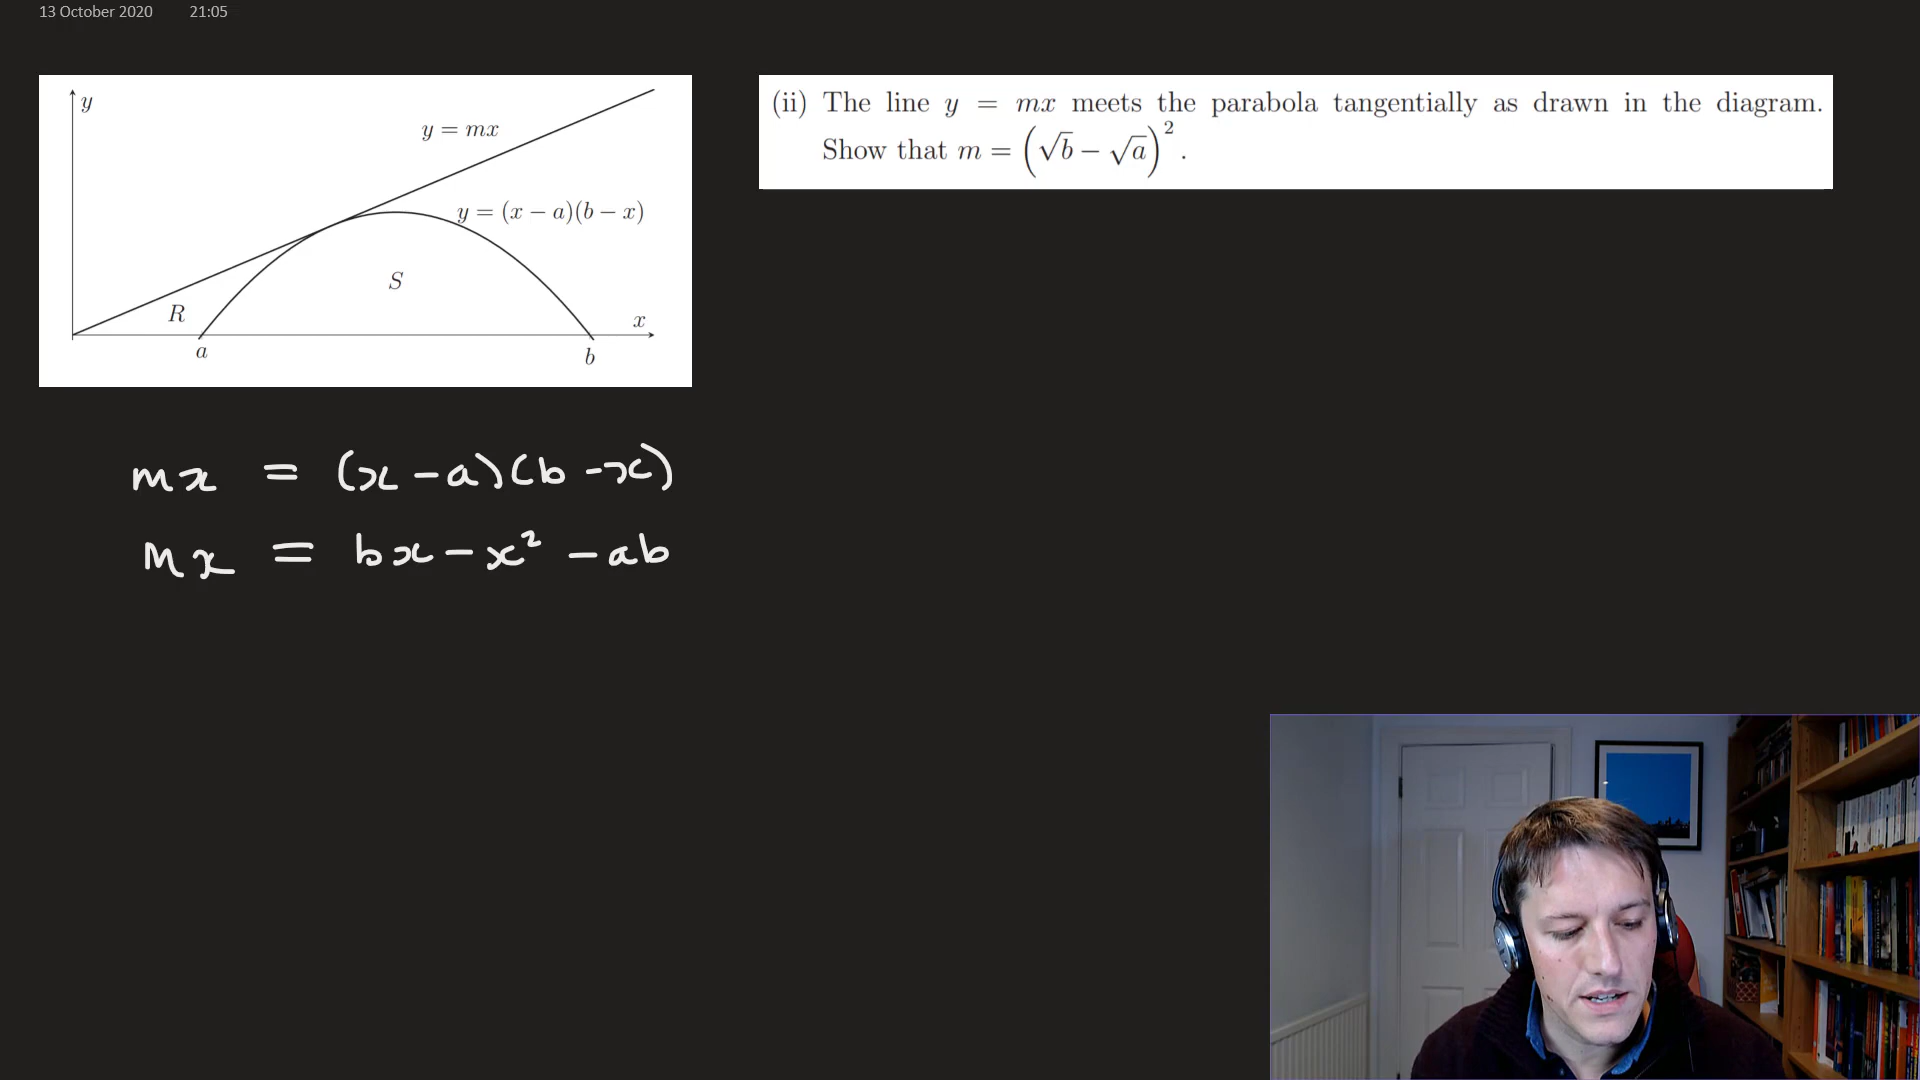 13 October 2020 21:05
y
y = mx
y = (x − a)(b − x)
S
R
x
a
b
(ii) The line y = mx meets the parabola tangentially as drawn in the diagram.
Show that m = (√b − √a)².
mx = (x − a)(b − x)
mx = bx − x² − ab